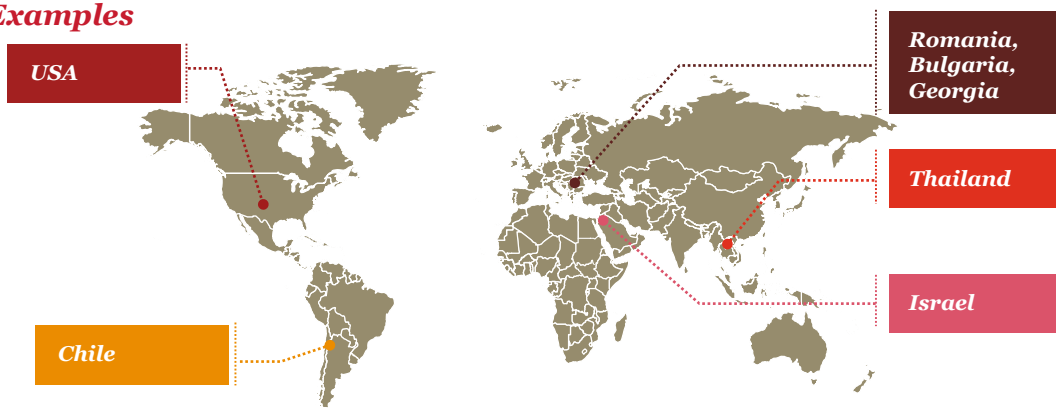 Examples
USA
Romania,
Bulgaria,
Georgia
Thailand
Israel
Chile